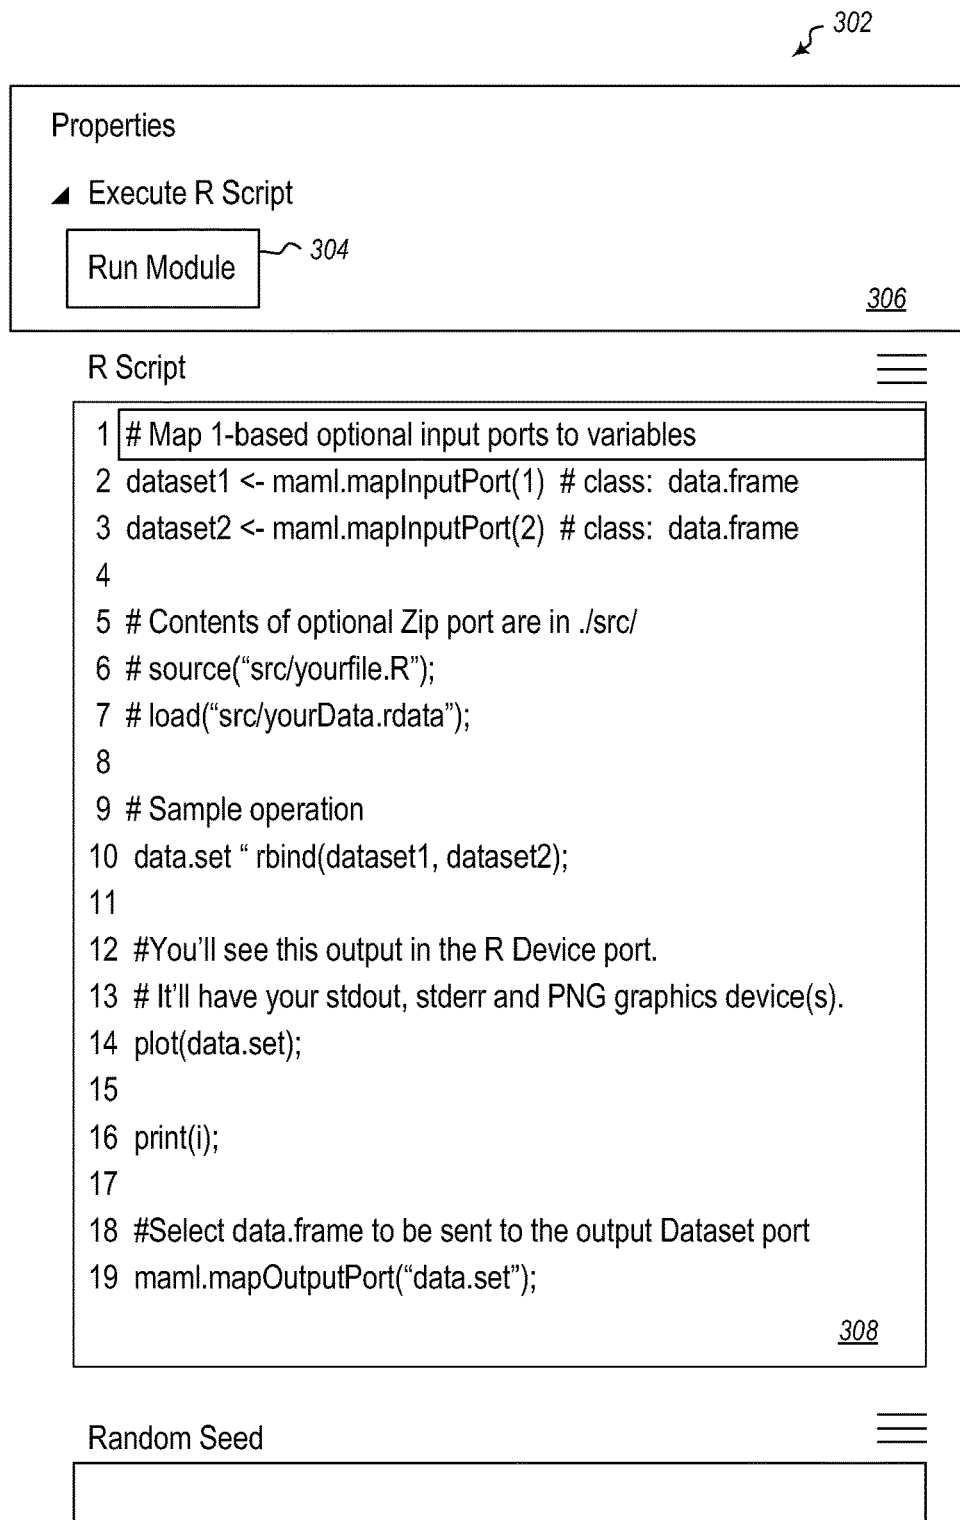 302
Properties
Execute R Script
Run Module 304
306
R Script
1 # Map 1-based optional input ports to variables
2 dataset1 <- maml.mapInputPort(1) # class: data.frame
3 dataset2 <- maml.mapInputPort(2) # class: data.frame
4
5 # Contents of optional Zip port are in ./src/
6 # source(“src/yourfile.R”);
7 # load(“src/yourData.rdata”);
8
9 # Sample operation
10 data.set “ rbind(dataset1, dataset2);
11
12 #You’ll see this output in the R Device port.
13 # It’ll have your stdout, stderr and PNG graphics device(s).
14 plot(data.set);
15
16 print(i);
17
18 #Select data.frame to be sent to the output Dataset port
19 maml.mapOutputPort(“data.set”);
308
Random Seed